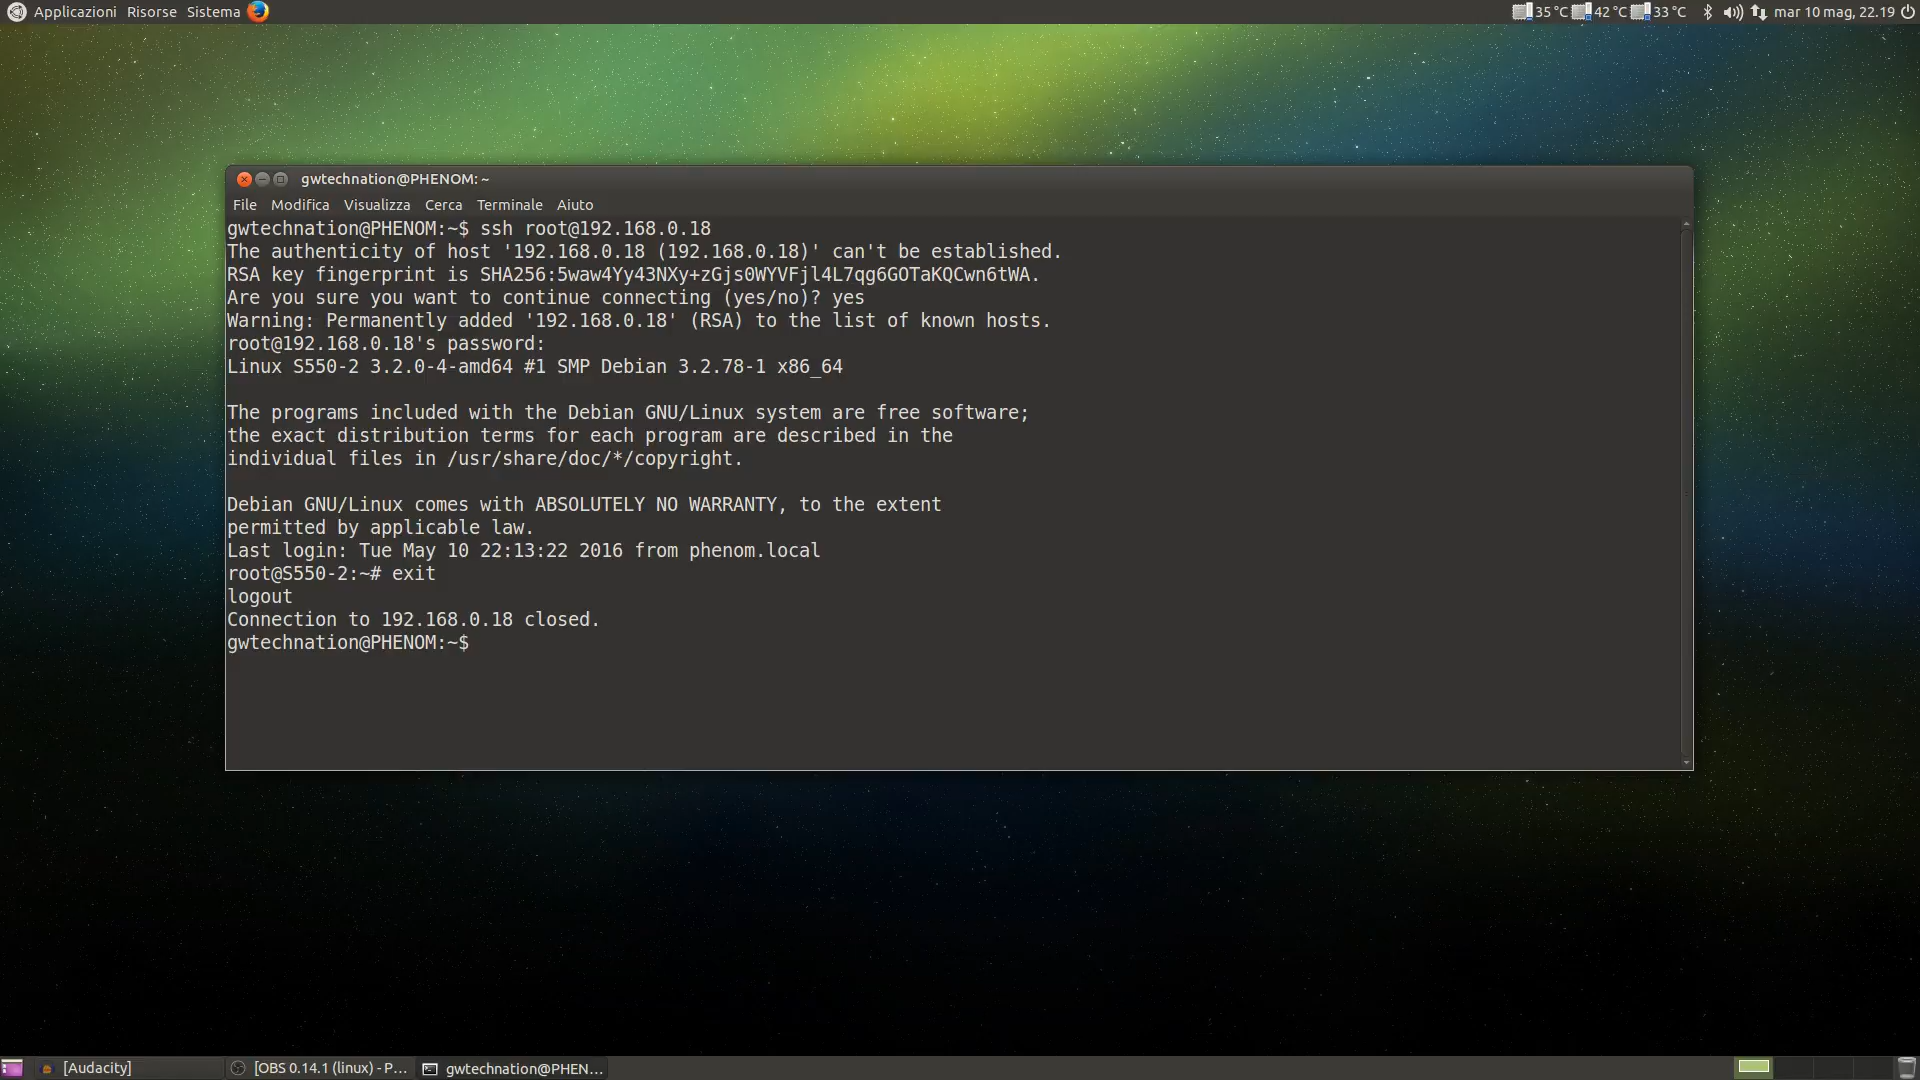 Applicazioni Risorse Sistema 35 °C 42 °C 33 °C mar 10 mag, 22.19
gwtechnation@PHENOM: ~
File Modifica Visualizza Cerca Terminale Aiuto
gwtechnation@PHENOM:~$ ssh root@192.168.0.18
The authenticity of host '192.168.0.18 (192.168.0.18)' can't be established.
RSA key fingerprint is SHA256:5waw4Yy43NXy+zGjs0WYVFjl4L7qg6GOTaKQCwn6tWA.
Are you sure you want to continue connecting (yes/no)? yes
Warning: Permanently added '192.168.0.18' (RSA) to the list of known hosts.
root@192.168.0.18's password:
Linux S550-2 3.2.0-4-amd64 #1 SMP Debian 3.2.78-1 x86_64
The programs included with the Debian GNU/Linux system are free software;
the exact distribution terms for each program are described in the
individual files in /usr/share/doc/*/copyright.
Debian GNU/Linux comes with ABSOLUTELY NO WARRANTY, to the extent
permitted by applicable law.
Last login: Tue May 10 22:13:22 2016 from phenom.local
root@S550-2:~# exit
logout
Connection to 192.168.0.18 closed.
gwtechnation@PHENOM:~$
[Audacity] [OBS 0.14.1 (linux) - P... gwtechnation@PHEN...